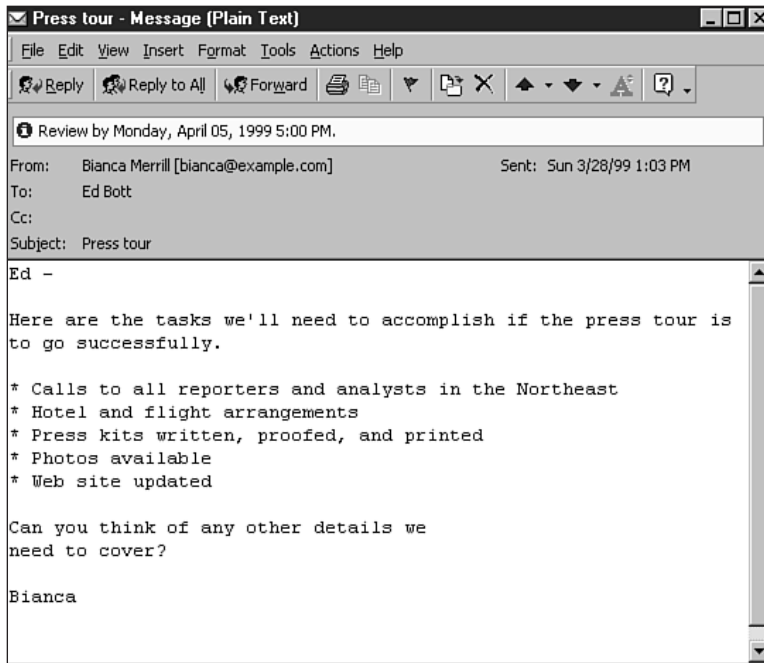 Press tour - Message (Plain Text)
File Edit View Insert Format Tools Actions Help
Reply Reply to All Forward
Review by Monday, April 05, 1999 5:00 PM.
From: Bianca Merrill [bianca@example.com] Sent: Sun 3/28/99 1:03 PM
To: Ed Bott
Cc:
Subject: Press tour
Ed -
Here are the tasks we'll need to accomplish if the press tour is
to go successfully.
* Calls to all reporters and analysts in the Northeast
* Hotel and flight arrangements
* Press kits written, proofed, and printed
* Photos available
* Web site updated
Can you think of any other details we
need to cover?
Bianca